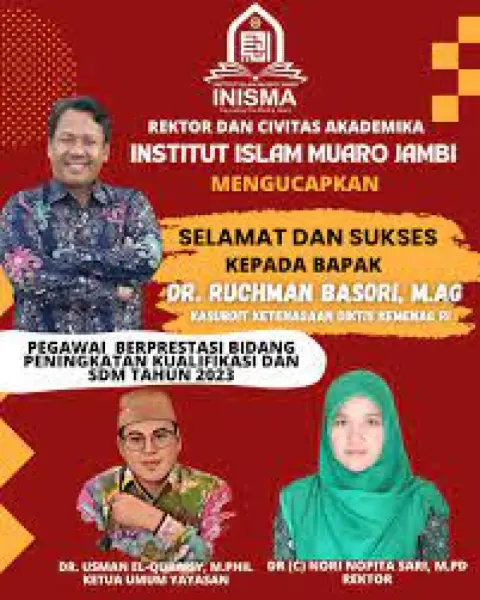 INISMA
REKTOR DAN CIVITAS AKADEMIKA
INSTITUT ISLAM MUARO JAMBI
MENGUCAPKAN
SELAMAT DAN SUKSES
KEPADA BAPAK
DR. RUCHMAN BASORI, M.AG
KASUBDIT KETENAGAAN DIKTIS KEMENAG RI
PEGAWAI BERPRESTASI BIDANG
PENINGKATAN KUALIFIKASI DAN
SDM TAHUN 2023
DR. USMAN M.PHIL
KETUA UMUM YAYASAN
DR (C) NORI NOPITA SARI, M.PD
REKTOR